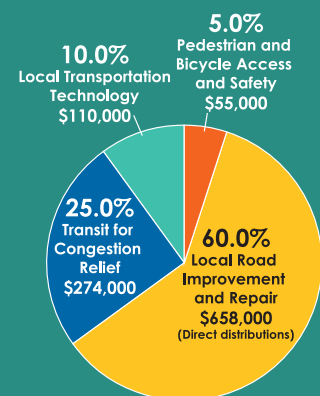 5.0%
Pedestrian and
Bicycle Access
and Safety
$55,000
10.0%
Local Transportation
Technology
$110,000
25.0%
Transit for
Congestion
Relief
$274,000
60.0%
Local Road
Improvement
and Repair
$658,000
(Direct distributions)